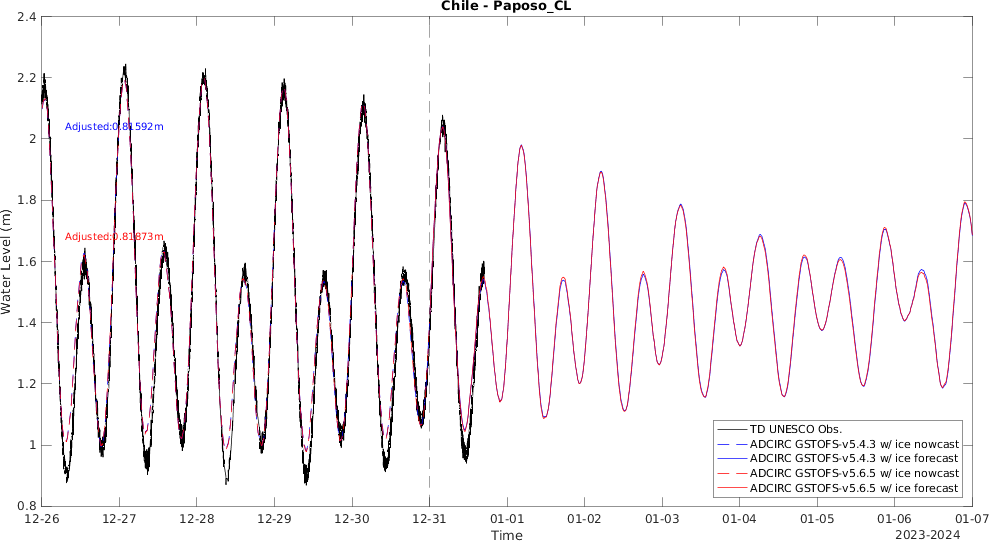 Chile - Paposo_CL
2.4
2.2
2
1.8
1.6
1.4
1.2
1
0.8
Water Level (m)
Adjusted:0.81592m
Adjusted:0.81873m
TD UNESCO Obs.
ADCIRC GSTOFS-v5.4.3 w/ ice nowcast
ADCIRC GSTOFS-v5.4.3 w/ ice forecast
ADCIRC GSTOFS-v5.6.5 w/ ice nowcast
ADCIRC GSTOFS-v5.6.5 w/ ice forecast
12-26 12-27 12-28 12-29 12-30 12-31 01-01 01-02 01-03 01-04 01-05 01-06 01-07
Time
2023-2024